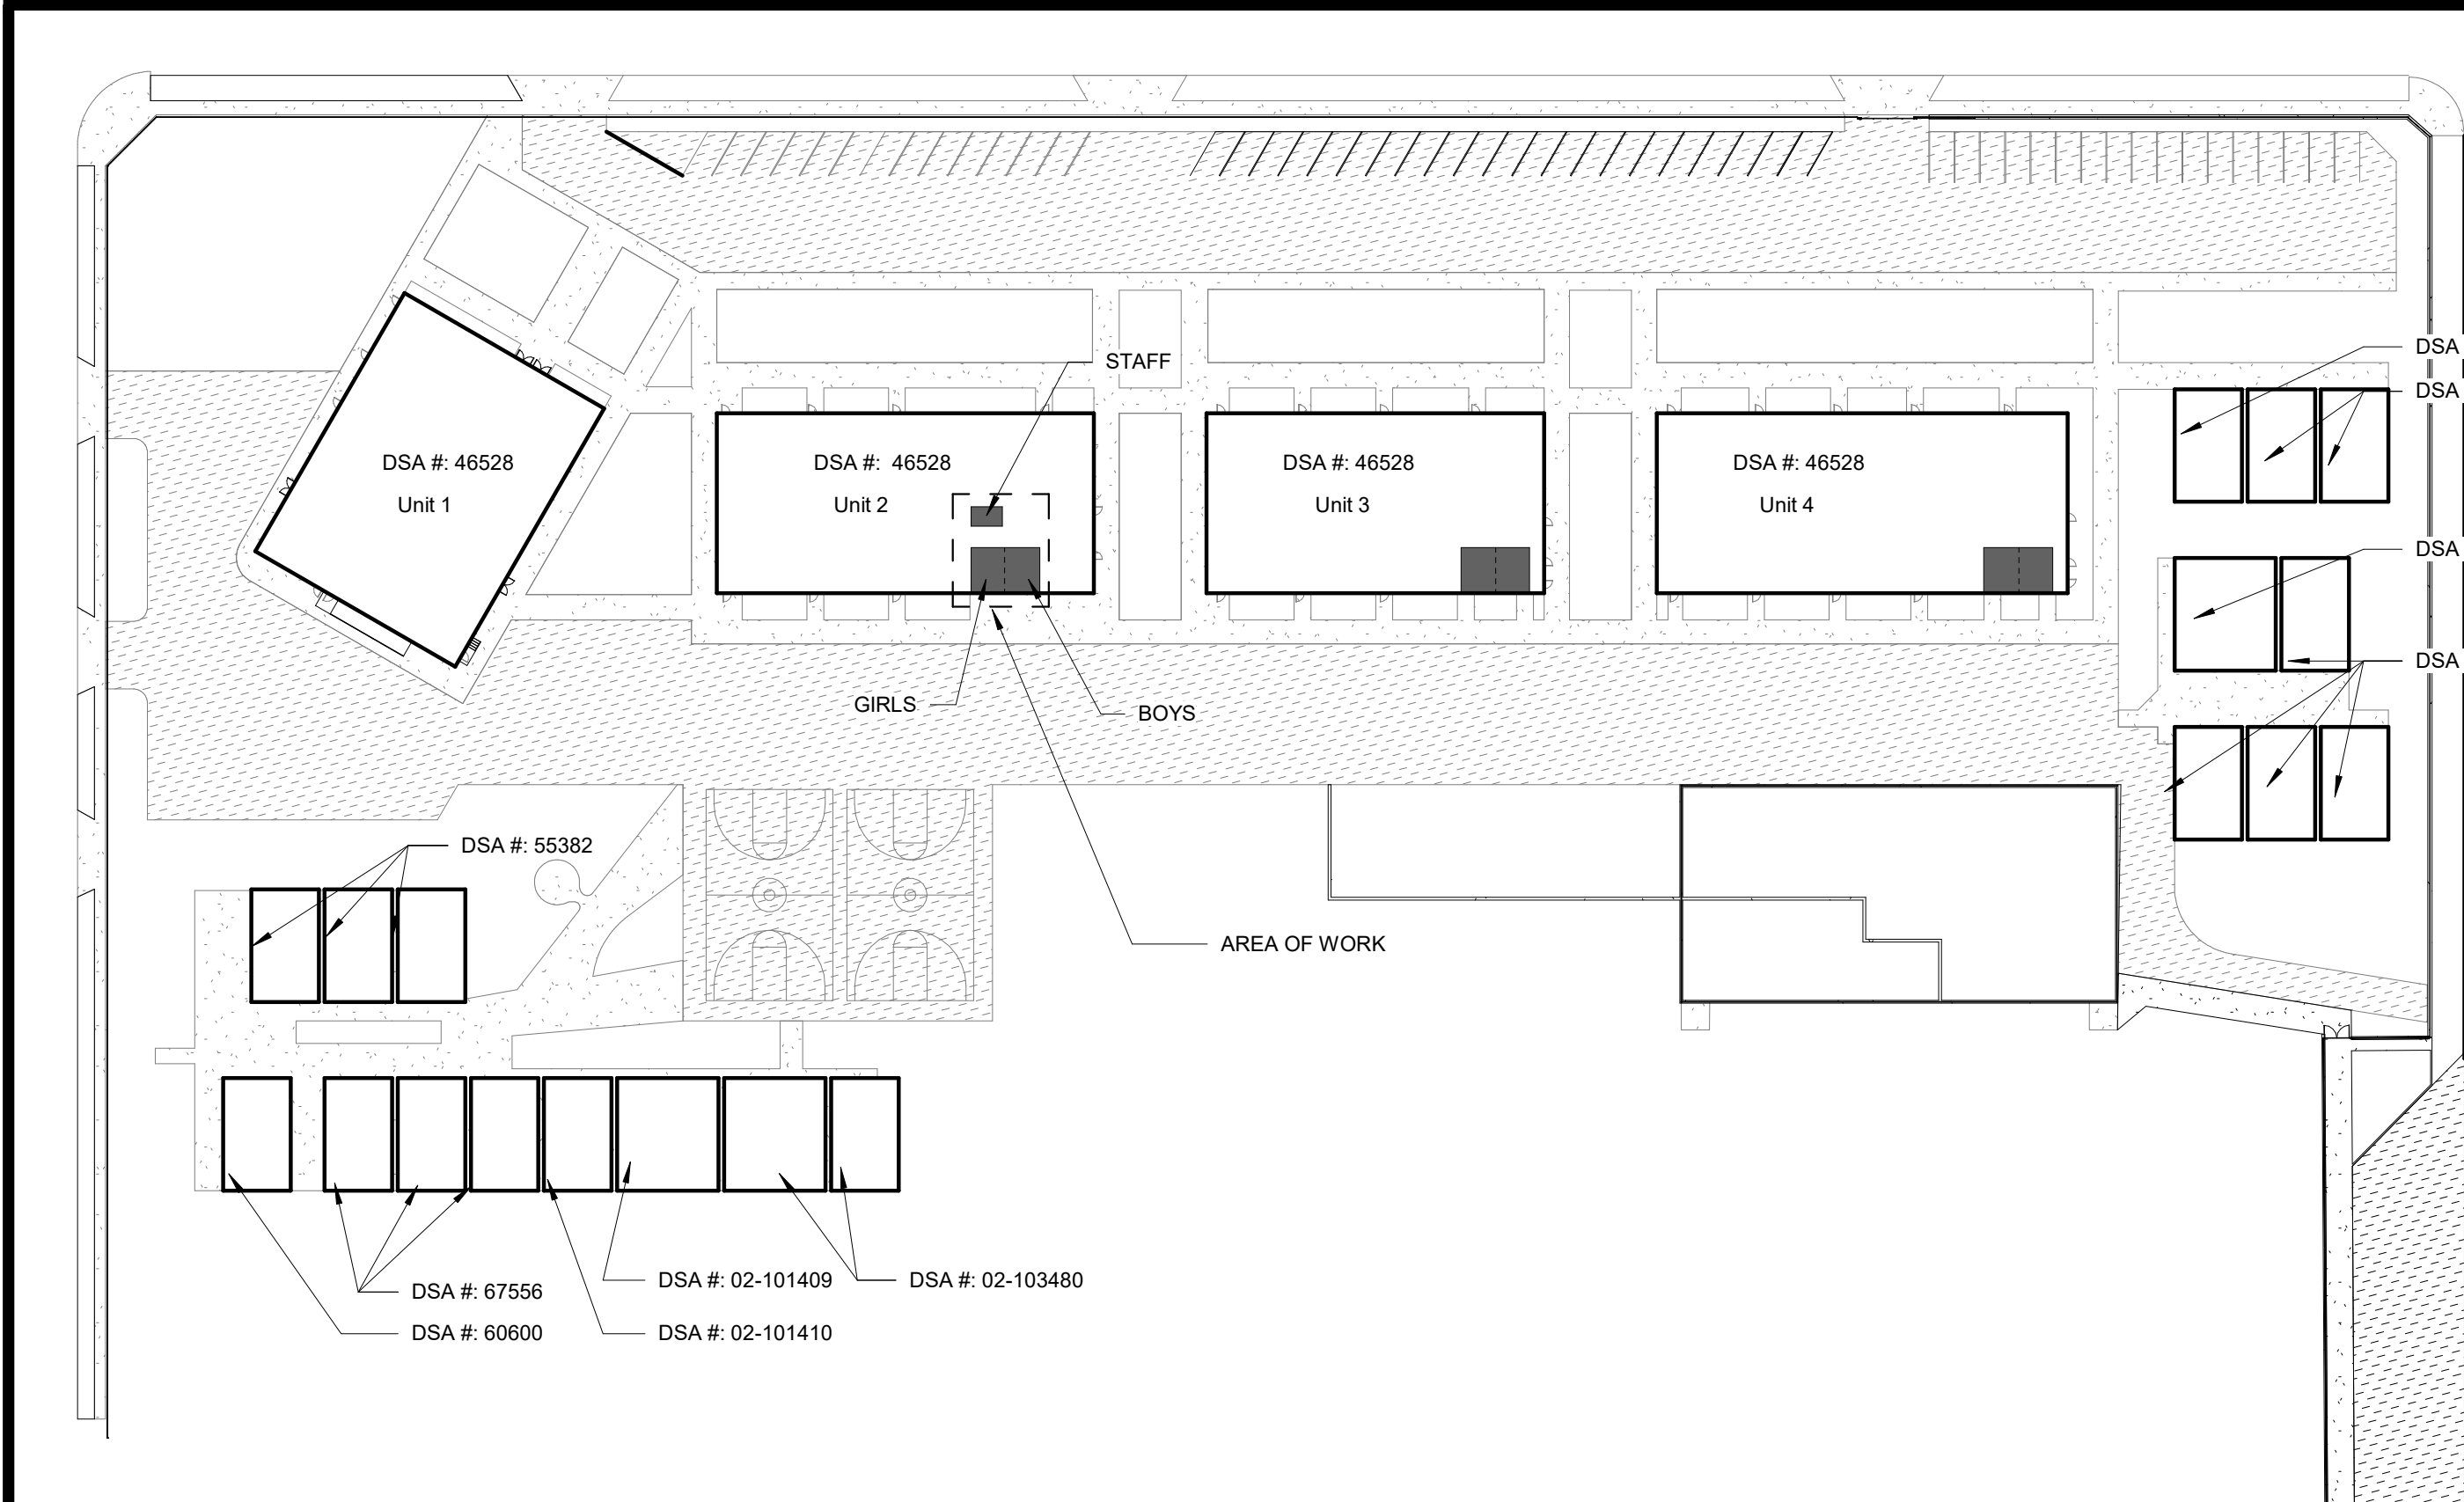 STAFF
DSA
DSA
DSA #: 46528
Unit 1
DSA #: 46528
Unit 2
DSA #: 46528
Unit 3
DSA #: 46528
Unit 4
DSA
DSA
GIRLS
BOYS
DSA #: 55382
AREA OF WORK
DSA #: 67556
DSA #: 60600
DSA #: 02-101409
DSA #: 02-101410
DSA #: 02-103480